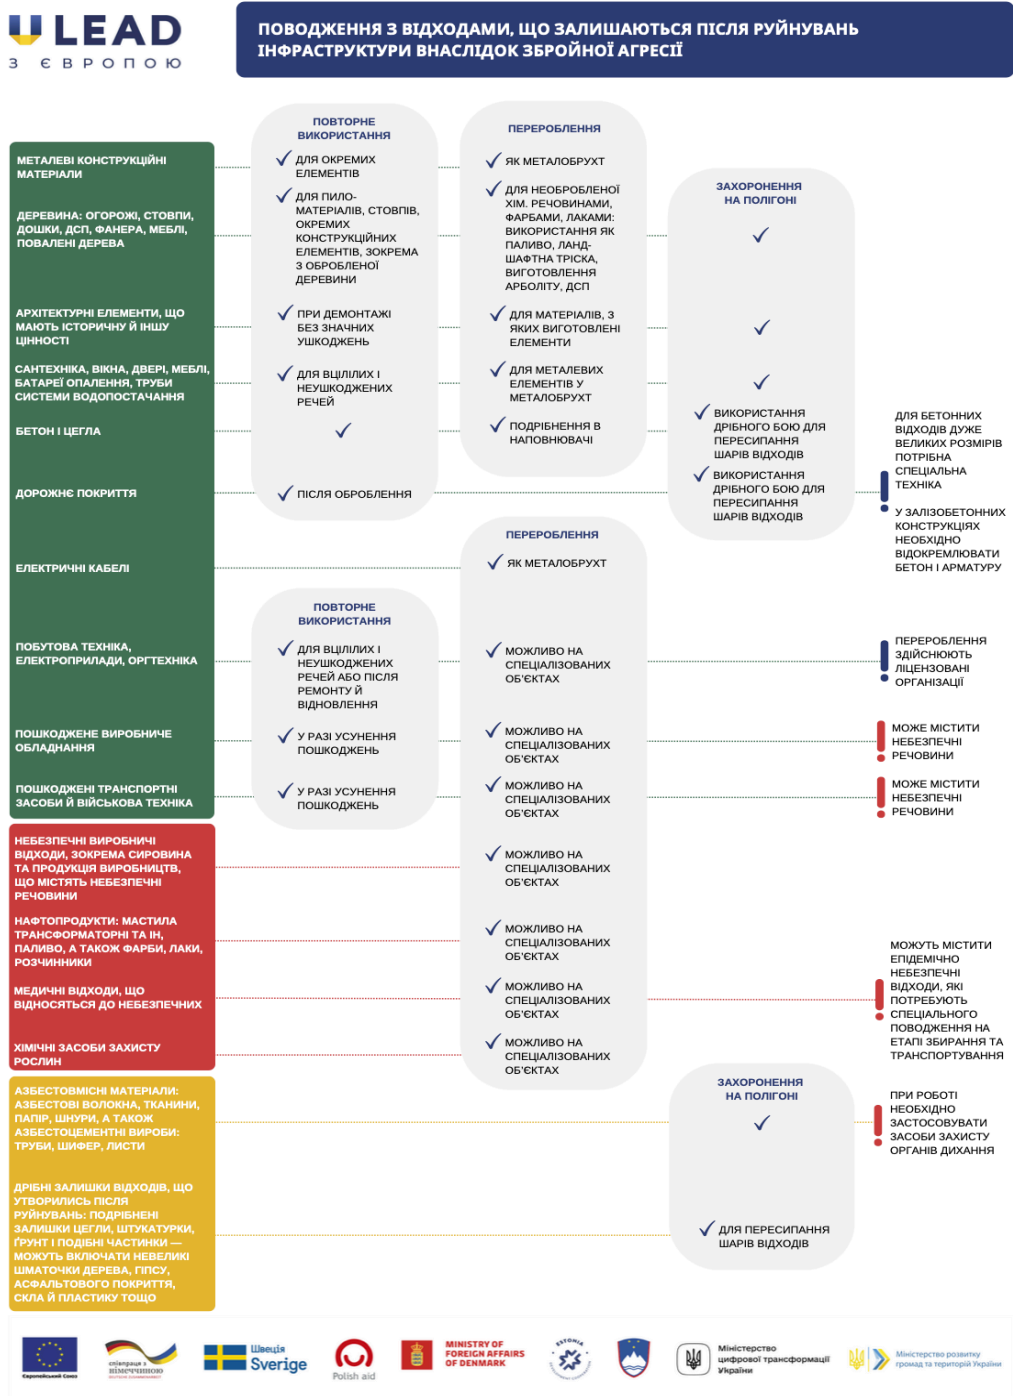 U LEAD
З ЄВРОПОЮ
ПОВОДЖЕННЯ З ВІДХОДАМИ, ЩО ЗАЛИШАЮТЬСЯ ПІСЛЯ РУЙНУВАНЬ
ІНФРАСТРУКТУРИ ВНАСЛІДОК ЗБРОЙНОЇ АГРЕСІЇ
ПОВТОРНЕ
ВИКОРИСТАННЯ
ПЕРЕРОБЛЕННЯ
МЕТАЛЕВІ КОНСТРУКЦІЙНІ
МАТЕРІАЛИ
ДЛЯ ОКРЕМИХ
ЕЛЕМЕНТІВ
ЯК МЕТАЛОБРУХТ
ЗАХОРОНЕННЯ
НА ПОЛІГОНІ
ДЕРЕВИНА: ОГОРОЖІ, СТОВПИ,
ДОШКИ, ДСП, ФАНЕРА, МЕБЛІ,
ПОВАЛЕНІ ДЕРЕВА
ДЛЯ ПИЛО-
МАТЕРІАЛІВ, СТОВПІВ,
ОКРЕМИХ
КОНСТРУКЦІЙНИХ
ЕЛЕМЕНТІВ, ЗОКРЕМА
З ОБРОБЛЕНОЇ
ДЕРЕВИНИ
ДЛЯ НЕОБРОБЛЕНОЇ
ХІМ. РЕЧОВИНАМИ,
ФАРБАМИ, ЛАКАМИ:
ВИКОРИСТАННЯ ЯК
ПАЛИВО, ЛАНД-
ШАФТНА ТРІСКА,
ВИГОТОВЛЕННЯ
АРБОЛІТУ, ДСП
АРХІТЕКТУРНІ ЕЛЕМЕНТИ, ЩО
МАЮТЬ ІСТОРИЧНУ Й ІНШУ
ЦІННОСТІ
ПРИ ДЕМОНТАЖІ
БЕЗ ЗНАЧНИХ
УШКОДЖЕНЬ
ДЛЯ МАТЕРІАЛІВ, З
ЯКИХ ВИГОТОВЛЕНІ
ЕЛЕМЕНТИ
САНТЕХНІКА, ВІКНА, ДВЕРІ, МЕБЛІ,
БАТАРЕЇ ОПАЛЕННЯ, ТРУБИ
СИСТЕМИ ВОДОПОСТАЧАННЯ
ДЛЯ ВЦІЛІЛИХ І
НЕУШКОДЖЕНИХ
РЕЧЕЙ
ДЛЯ МЕТАЛЕВИХ
ЕЛЕМЕНТІВ У
МЕТАЛОБРУХТ
БЕТОН І ЦЕГЛА
ПОДРІБНЕННЯ В
НАПОВНЮВАЧІ
ВИКОРИСТАННЯ
ДРІБНОГО БОЮ ДЛЯ
ПЕРЕСИПАННЯ
ШАРІВ ВІДХОДІВ
ДОРОЖНЄ ПОКРИТТЯ
ПІСЛЯ ОБРОБЛЕННЯ
ВИКОРИСТАННЯ
ДРІБНОГО БОЮ ДЛЯ
ПЕРЕСИПАННЯ
ШАРІВ ВІДХОДІВ
ДЛЯ БЕТОННИХ
ВІДХОДІВ ДУЖЕ
ВЕЛИКИХ РОЗМІРІВ
ПОТРІБНА
СПЕЦІАЛЬНА
ТЕХНІКА
У ЗАЛІЗОБЕТОННИХ
КОНСТРУКЦІЯХ
НЕОБХІДНО
ВІДОКРЕМЛЮВАТИ
БЕТОН І АРМАТУРУ
ПЕРЕРОБЛЕННЯ
ЕЛЕКТРИЧНІ КАБЕЛІ
ЯК МЕТАЛОБРУХТ
ПОВТОРНЕ
ВИКОРИСТАННЯ
ПОБУТОВА ТЕХНІКА,
ЕЛЕКТРОПРИЛАДИ, ОРГТЕХНІКА
ДЛЯ ВЦІЛІЛИХ І
НЕУШКОДЖЕНИХ
РЕЧЕЙ АБО ПІСЛЯ
РЕМОНТУ Й
ВІДНОВЛЕННЯ
МОЖЛИВО НА
СПЕЦІАЛІЗОВАНИХ
ОБ'ЄКТАХ
ПЕРЕРОБЛЕННЯ
ЗДІЙСНЮЮТЬ
ЛІЦЕНЗОВАНІ
ОРГАНІЗАЦІЇ
ПОШКОДЖЕНЕ ВИРОБНИЧЕ
ОБЛАДНАННЯ
У РАЗІ УСУНЕННЯ
ПОШКОДЖЕНЬ
МОЖЛИВО НА
СПЕЦІАЛІЗОВАНИХ
ОБ'ЄКТАХ
МОЖЕ МІСТИТИ
НЕБЕЗПЕЧНІ
РЕЧОВИНИ
ПОШКОДЖЕНІ ТРАНСПОРТНІ
ЗАСОБИ Й ВІЙСЬКОВА ТЕХНІКА
У РАЗІ УСУНЕННЯ
ПОШКОДЖЕНЬ
МОЖЛИВО НА
СПЕЦІАЛІЗОВАНИХ
ОБ'ЄКТАХ
МОЖЕ МІСТИТИ
НЕБЕЗПЕЧНІ
РЕЧОВИНИ
НЕБЕЗПЕЧНІ ВИРОБНИЧІ
ВІДХОДИ, ЗОКРЕМА СИРОВИНА
ТА ПРОДУКЦІЯ ВИРОБНИЦТВ,
ЩО МІСТЯТЬ НЕБЕЗПЕЧНІ
РЕЧОВИНИ
МОЖЛИВО НА
СПЕЦІАЛІЗОВАНИХ
ОБ'ЄКТАХ
НАФТОПРОДУКТИ: МАСТИЛА
ТРАНСФОРМАТОРНІ ТА ІН,
ПАЛИВО, А ТАКОЖ ФАРБИ, ЛАКИ,
РОЗЧИННИКИ
МОЖЛИВО НА
СПЕЦІАЛІЗОВАНИХ
ОБ'ЄКТАХ
МЕДИЧНІ ВІДХОДИ, ЩО
ВІДНОСЯТЬСЯ ДО НЕБЕЗПЕЧНИХ
МОЖЛИВО НА
СПЕЦІАЛІЗОВАНИХ
ОБ'ЄКТАХ
МОЖУТЬ МІСТИТИ
ЕПІДЕМІЧНО
НЕБЕЗПЕЧНІ
ВІДХОДИ, ЯКІ
ПОТРЕБУЮТЬ
СПЕЦІАЛЬНОГО
ПОВОДЖЕННЯ НА
ЕТАПІ ЗБИРАННЯ ТА
ТРАНСПОРТУВАННЯ
ХІМІЧНІ ЗАСОБИ ЗАХИСТУ
РОСЛИН
МОЖЛИВО НА
СПЕЦІАЛІЗОВАНИХ
ОБ'ЄКТАХ
ЗАХОРОНЕННЯ
НА ПОЛІГОНІ
АЗБЕСТОВМІСНІ МАТЕРІАЛИ:
АЗБЕСТОВІ ВОЛОКНА, ТКАНИНИ,
ПАПІР, ШНУРИ, А ТАКОЖ
АЗБЕСТОЦЕМЕНТНІ ВИРОБИ:
ТРУБИ, ШИФЕР, ЛИСТИ
ПРИ РОБОТІ
НЕОБХІДНО
ЗАСТОСОВУВАТИ
ЗАСОБИ ЗАХИСТУ
ОРГАНІВ ДИХАННЯ
ДРІБНІ ЗАЛИШКИ ВІДХОДІВ, ЩО
УТВОРИЛИСЬ ПІСЛЯ
РУЙНУВАНЬ: ПОДРІБНЕНІ
ЗАЛИШКИ ЦЕГЛИ, ШТУКАТУРКИ,
ҐРУНТ І ПОДІБНІ ЧАСТИНКИ —
МОЖУТЬ ВКЛЮЧАТИ НЕВЕЛИКІ
ШМАТОЧКИ ДЕРЕВА, ГІПСУ,
АСФАЛЬТОВОГО ПОКРИТТЯ,
СКЛА Й ПЛАСТИКУ ТОЩО
ДЛЯ ПЕРЕСИПАННЯ
ШАРІВ ВІДХОДІВ
Європейський Союз
співпраця з
НІМЕЧЧИНОЮ
Швеція
Sverige
Polish aid
MINISTRY OF
FOREIGN AFFAIRS
OF DENMARK
ESTONIA
Міністерство
цифрової трансформації
України
Міністерство розвитку
громад та територій України